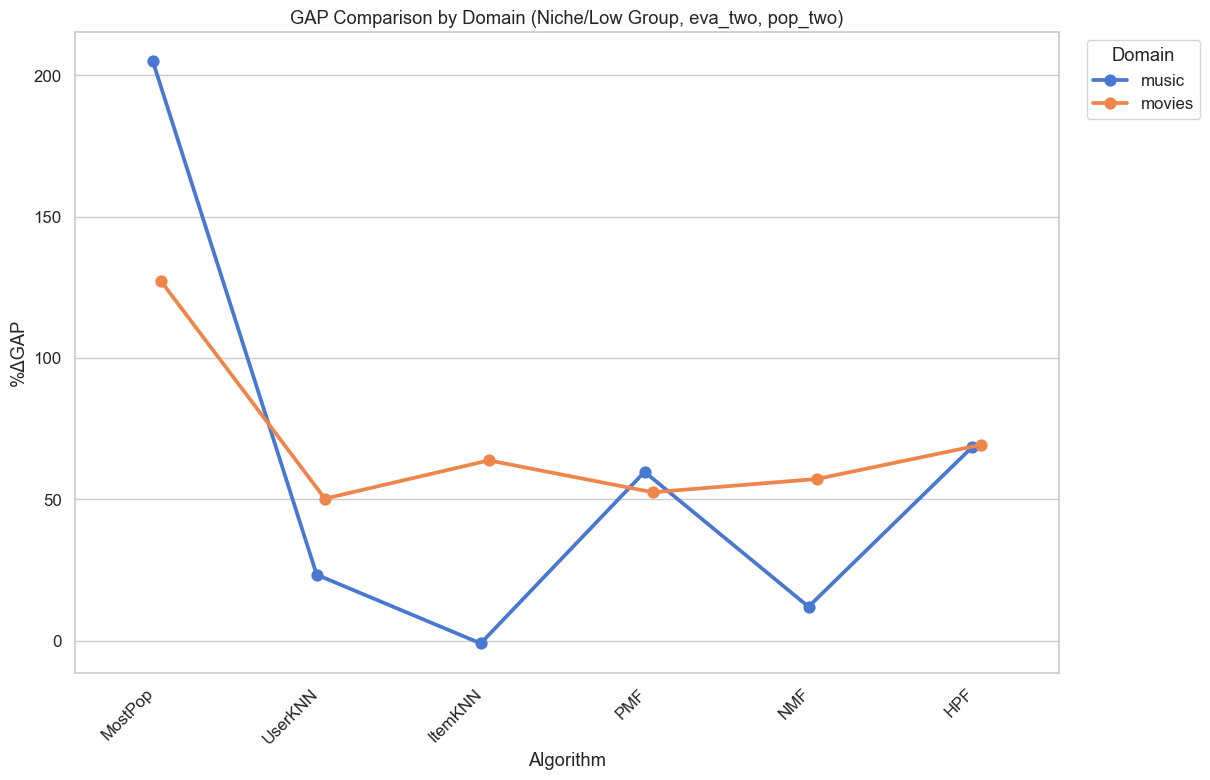 GAP Comparison by Domain (Niche/Low Group, eva_two, pop_two)
Domain
music
movies
200
150
100
50
0
%ΔGAP
MostPop
UserKNN
ItemKNN
PMF
NMF
HPF
Algorithm